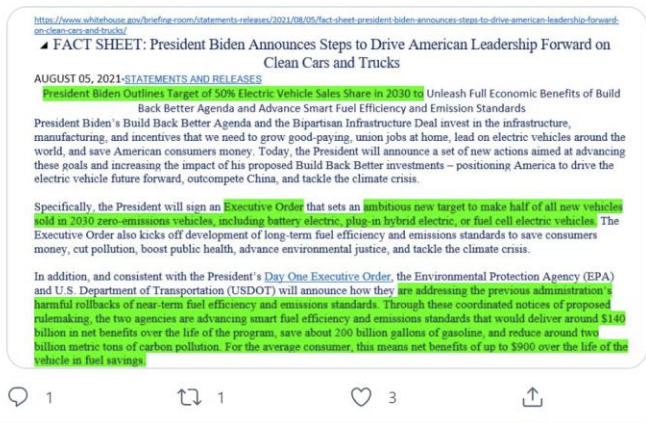 https://www.whitehouse.gov/briefing-room/statements-releases/2021/08/05/fact-sheet-president-biden-announces-steps-to-drive-american-leadership-forward-
on-clean-cars-and-trucks/
FACT SHEET: President Biden Announces Steps to Drive American Leadership Forward on
Clean Cars and Trucks
AUGUST 05, 2021•STATEMENTS AND RELEASES
President Biden Outlines Target of 50% Electric Vehicle Sales Share in 2030 to Unleash Full Economic Benefits of Build
Back Better Agenda and Advance Smart Fuel Efficiency and Emission Standards
President Biden's Build Back Better Agenda and the Bipartisan Infrastructure Deal invest in the infrastructure,
manufacturing, and incentives that we need to grow good-paying, union jobs at home, lead on electric vehicles around the
world, and save American consumers money. Today, the President will announce a set of new actions aimed at advancing
these goals and increasing the impact of his proposed Build Back Better investments – positioning America to drive the
electric vehicle future forward, outcompete China, and tackle the climate crisis.
Specifically, the President will sign an Executive Order that sets an ambitious new target to make half of all new vehicles
sold in 2030 zero-emissions vehicles, including battery electric, plug-in hybrid electric, or fuel cell electric vehicles. The
Executive Order also kicks off development of long-term fuel efficiency and emissions standards to save consumers
money, cut pollution, boost public health, advance environmental justice, and tackle the climate crisis.
In addition, and consistent with the President's Day One Executive Order, the Environmental Protection Agency (EPA)
and U.S. Department of Transportation (USDOT) will announce how they are addressing the previous administration's
harmful rollbacks of near-term fuel efficiency and emissions standards. Through these coordinated notices of proposed
rulemaking, the two agencies are advancing smart fuel efficiency and emissions standards that would deliver around $140
billion in net benefits over the life of the program, save about 200 billion gallons of gasoline, and reduce around two
billion metric tons of carbon pollution. For the average consumer, this means net benefits of up to $900 over the life of the
vehicle in fuel savings.
1 1 3